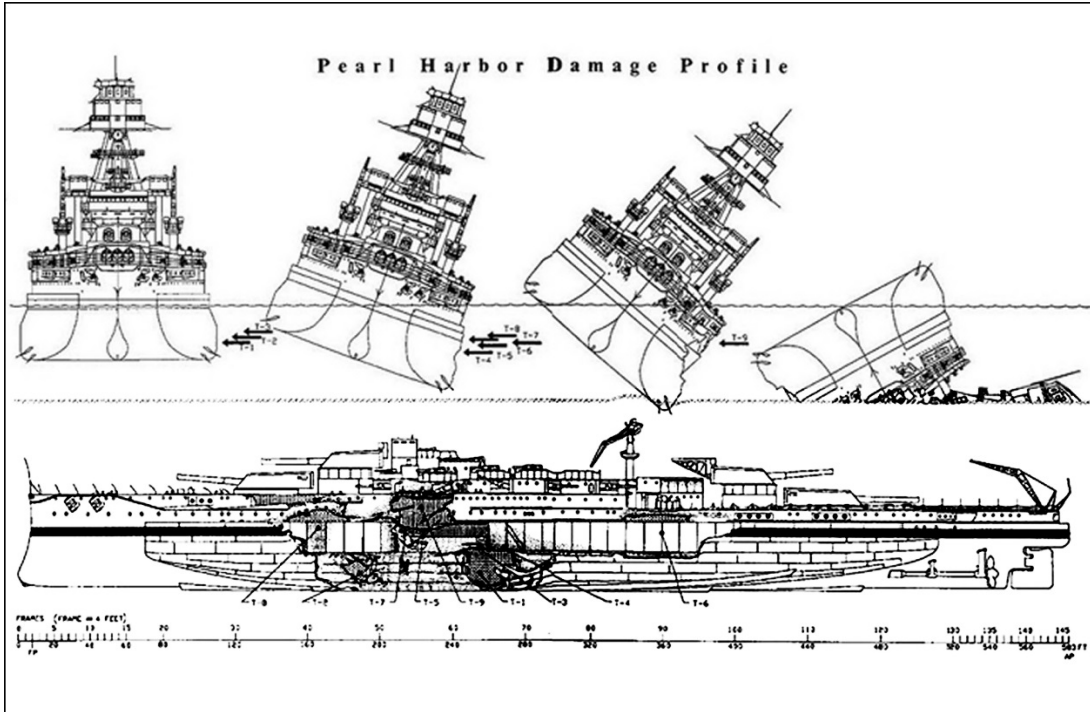 Pearl Harbor Damage Profile
T-3
T-2
T-1
T-8
T-7
T-6
T-5
T-4
T-9
T-8 T-2 T-7 T-5 T-9 T-1 T-3 T-4 T-6
FRAMES (FRAME = 4 FEET)
0 5 10 15 20 30 40 50 60 70 80 90 100 110 120 130 135 140 145
0 20 40 60 80 120 160 200 240 280 320 360 400 440 480 520 540 560 583 FT
FP AP